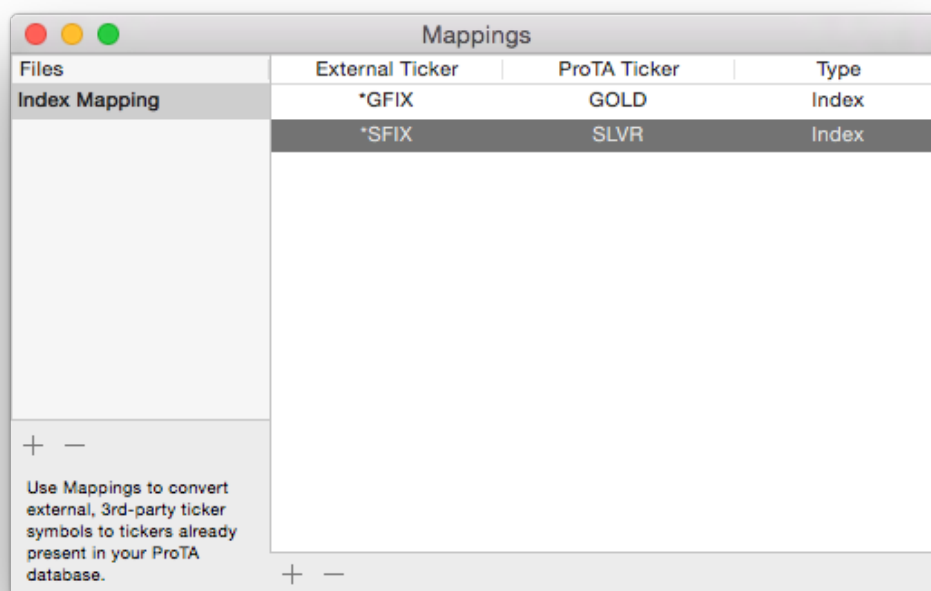 Mappings
Files
External Ticker ProTA Ticker Type
Index Mapping
*GFIX GOLD Index
*SFIX SLVR Index
+ −
Use Mappings to convert
external, 3rd-party ticker
symbols to tickers already
present in your ProTA
database.
+ −